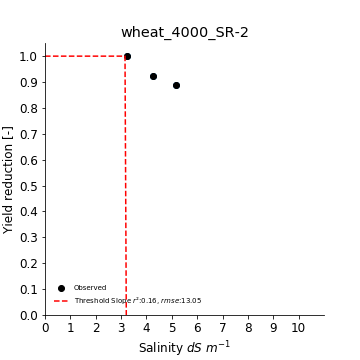 wheat_4000_SR-2
Yield reduction [-]
1.0
0.9
0.8
0.7
0.6
0.5
0.4
0.3
0.2
0.1
0.0
Observed
Threshold Slope r²:0.16, rmse:13.05
0 1 2 3 4 5 6 7 8 9 10
Salinity dS m⁻¹